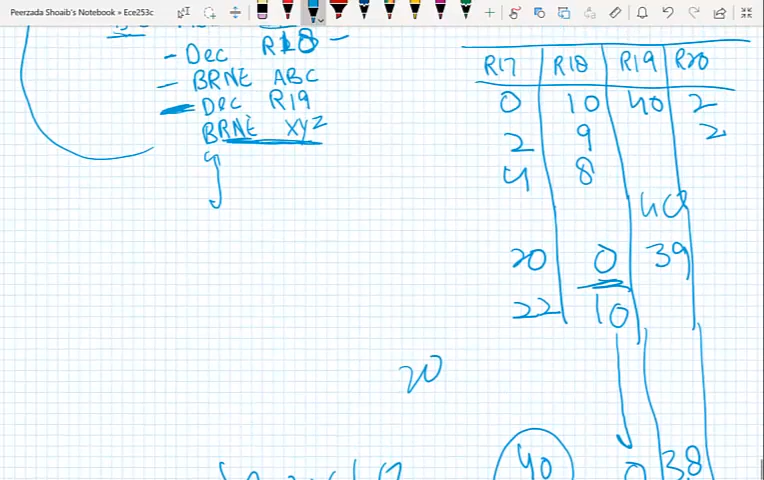 Peerzada Shoaib's Notebook » Ece253c
- Dec R18 -
- BRNE ABC
- Dec R19
BRNE XYZ
R17 R18 R19 R20
0 10 40 2
2 9 2
4 8
40
20 0 39
22 10
20
40 0 38